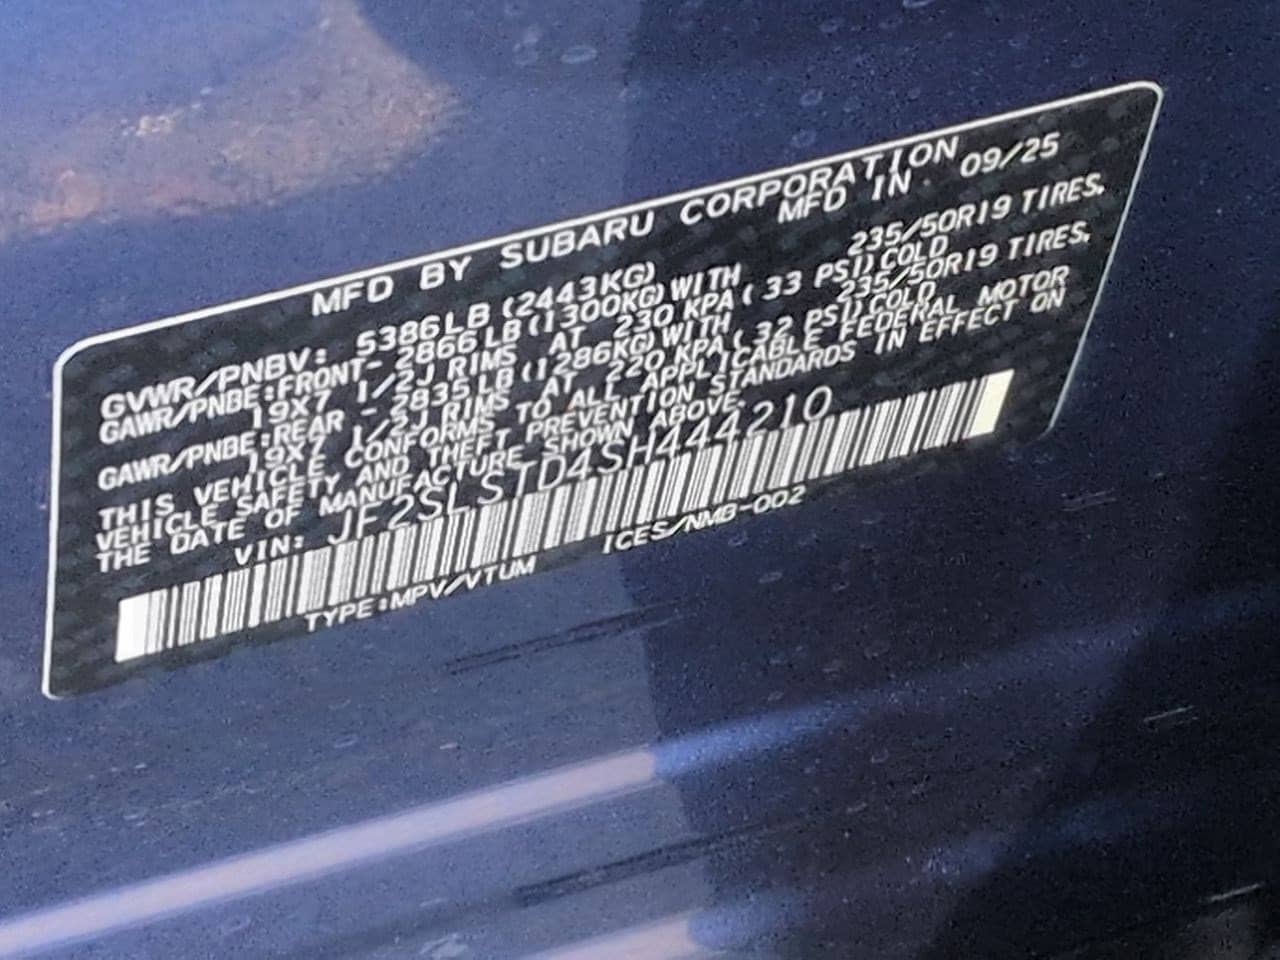 MFD BY SUBARU CORPORATION
MFD IN 09/25
GVWR/PNBV: 5386LB (2443KG)
GAWR/PNBE:FRONT- 2866LB (1300KG) WITH 235/50R19 TIRES,
19X7 1/2J RIMS AT 230 KPA ( 33 PSI) COLD
GAWR/PNBE:REAR - 2835LB (1286KG) WITH 235/50R19 TIRES,
19X7 1/2J RIMS AT 220 KPA ( 32 PSI) COLD
THIS VEHICLE CONFORMS TO ALL APPLICABLE FEDERAL MOTOR
VEHICLE SAFETY AND THEFT PREVENTION STANDARDS IN EFFECT ON
THE DATE OF MANUFACTURE SHOWN ABOVE.
VIN: JF2SLSTD4SH444210
TYPE:MPV/VTUM ICES/NMB-002